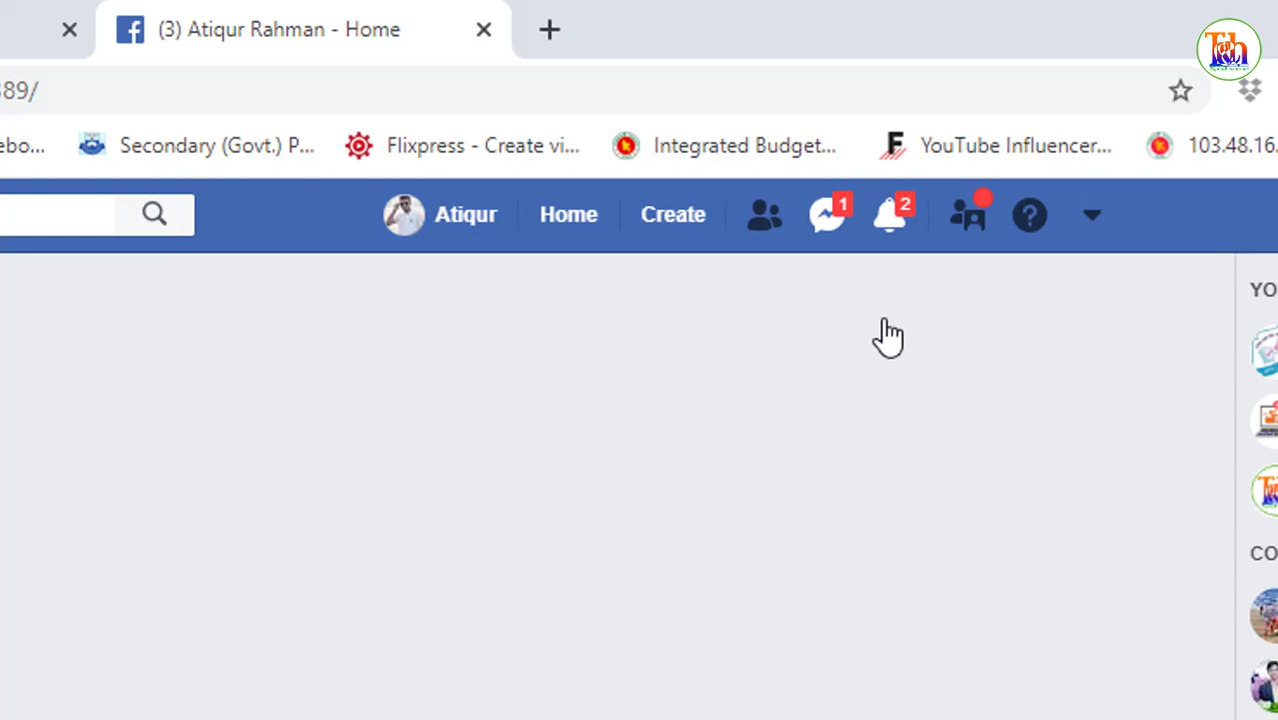 (3) Atiqur Rahman - Home
389/
ebo... Secondary (Govt.) P... Flixpress - Create vi... Integrated Budget... YouTube Influencer... 103.48.16.
Atiqur Home Create 1 2
YO
CO